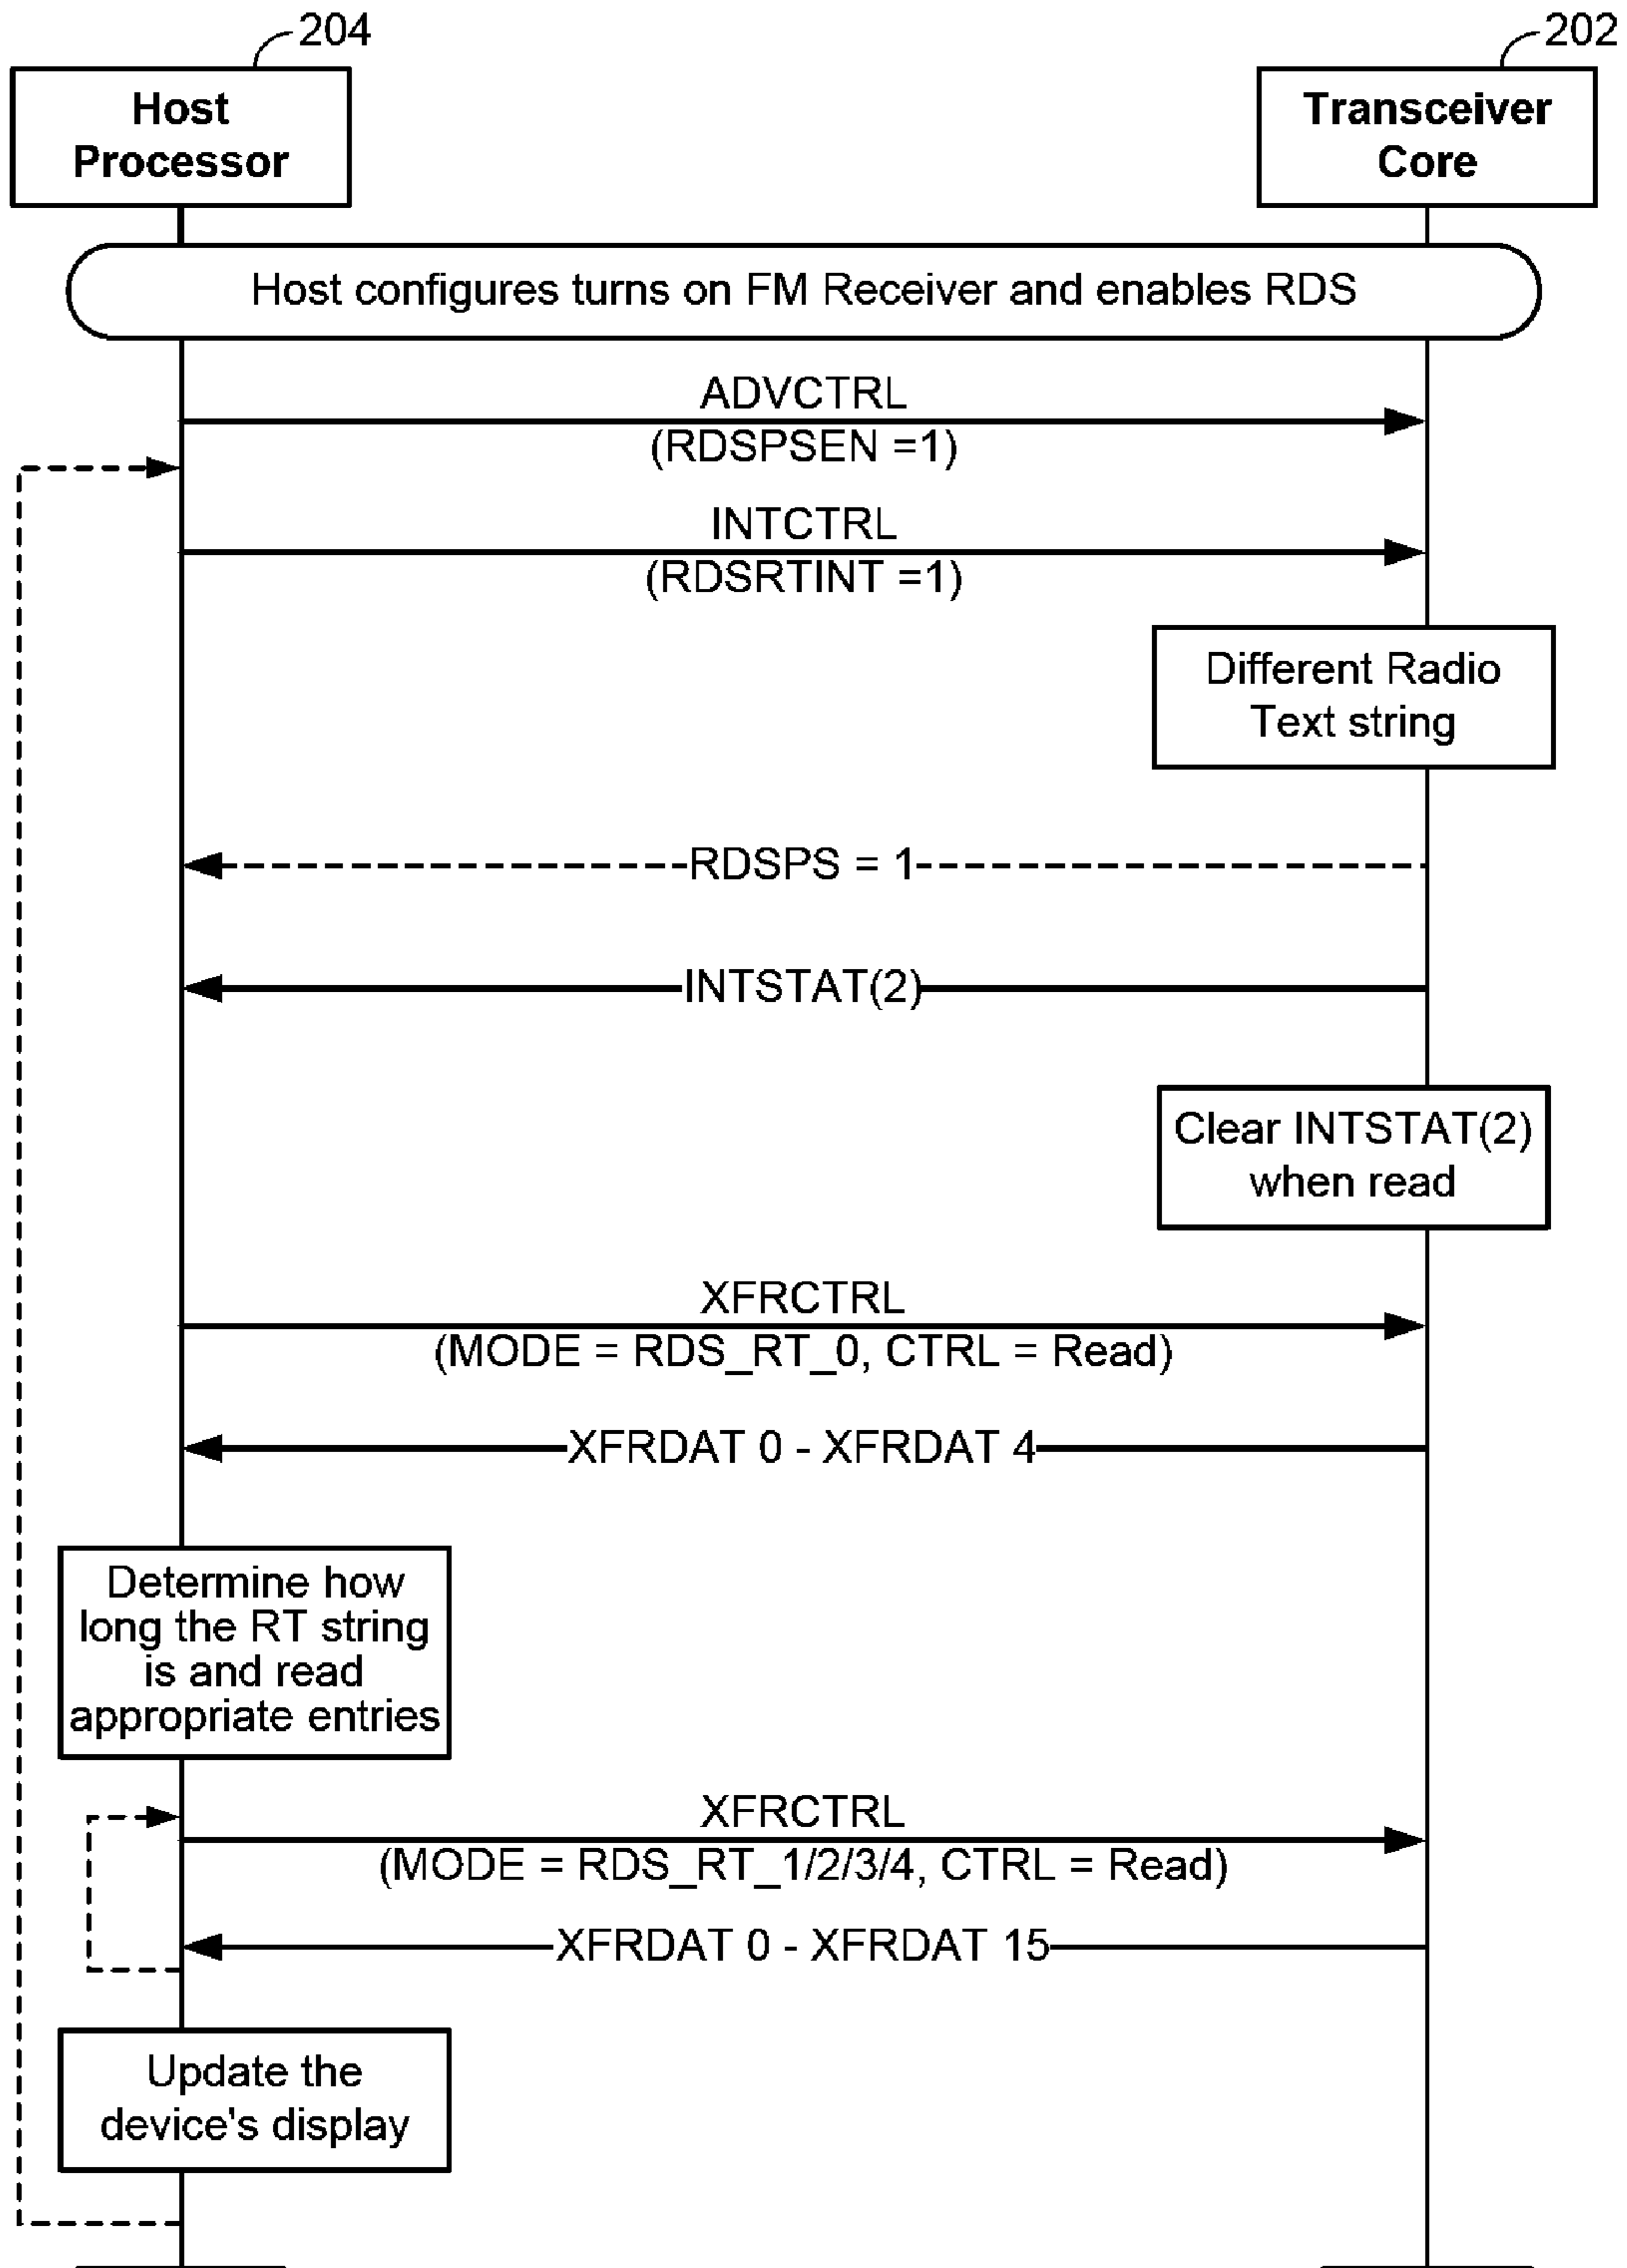 204
202
Host
Processor
Transceiver
Core
Host configures turns on FM Receiver and enables RDS
ADVCTRL
(RDSPSEN =1)
INTCTRL
(RDSRTINT =1)
Different Radio
Text string
RDSPS = 1
INTSTAT(2)
Clear INTSTAT(2)
when read
XFRCTRL
(MODE = RDS_RT_0, CTRL = Read)
XFRDAT 0 - XFRDAT 4
Determine how
long the RT string
is and read
appropriate entries
XFRCTRL
(MODE = RDS_RT_1/2/3/4, CTRL = Read)
XFRDAT 0 - XFRDAT 15
Update the
device's display